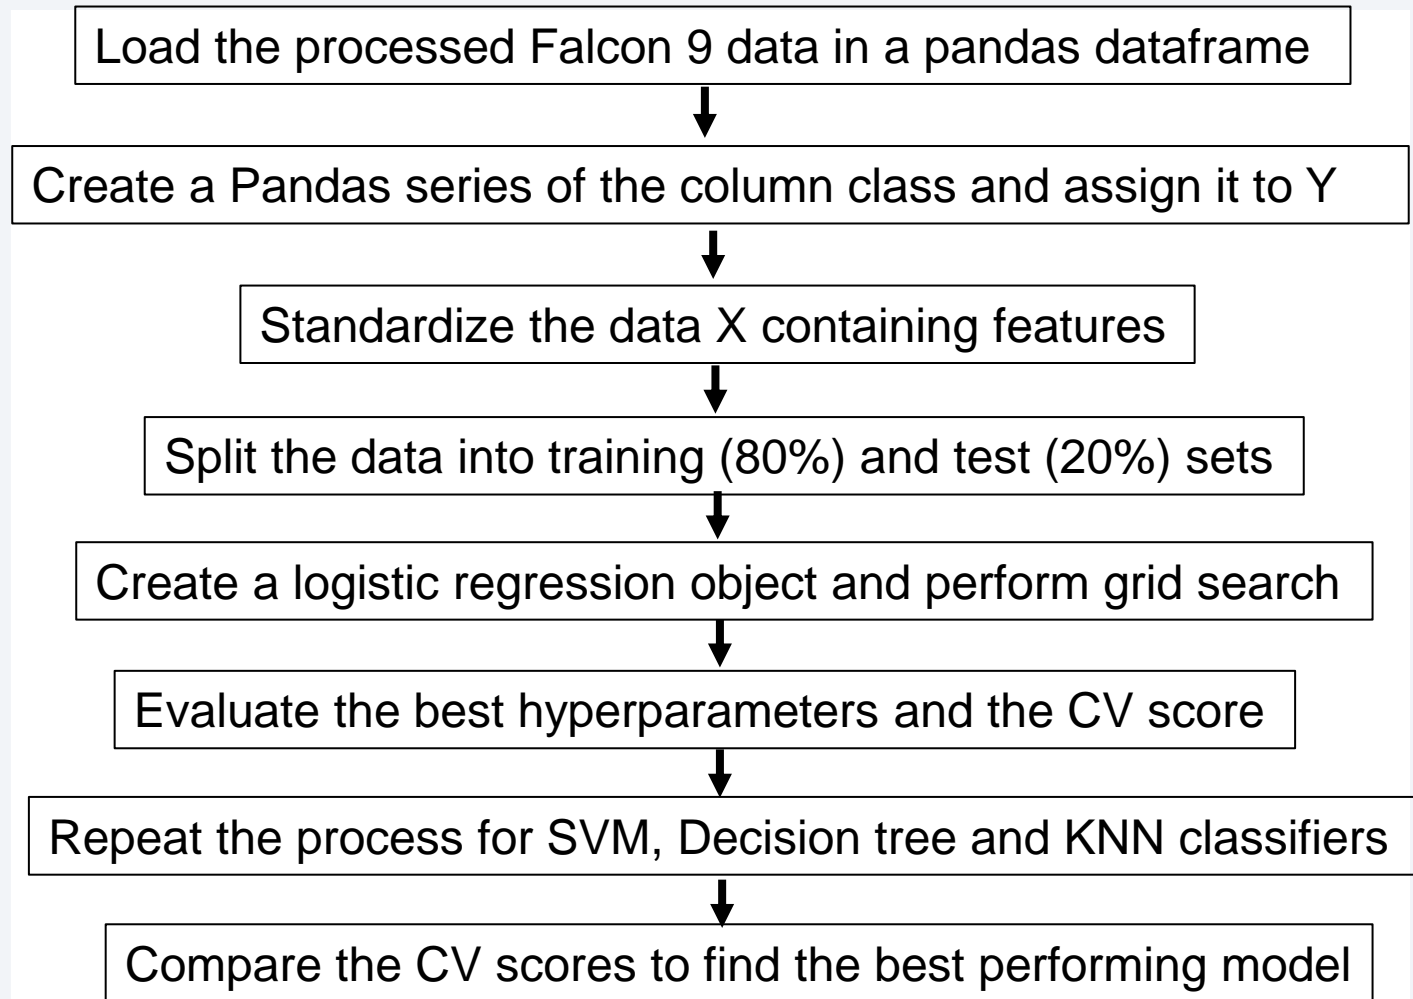 Load the processed Falcon 9 data in a pandas dataframe
Create a Pandas series of the column class and assign it to Y
Standardize the data X containing features
Split the data into training (80%) and test (20%) sets
Create a logistic regression object and perform grid search
Evaluate the best hyperparameters and the CV score
Repeat the process for SVM, Decision tree and KNN classifiers
Compare the CV scores to find the best performing model